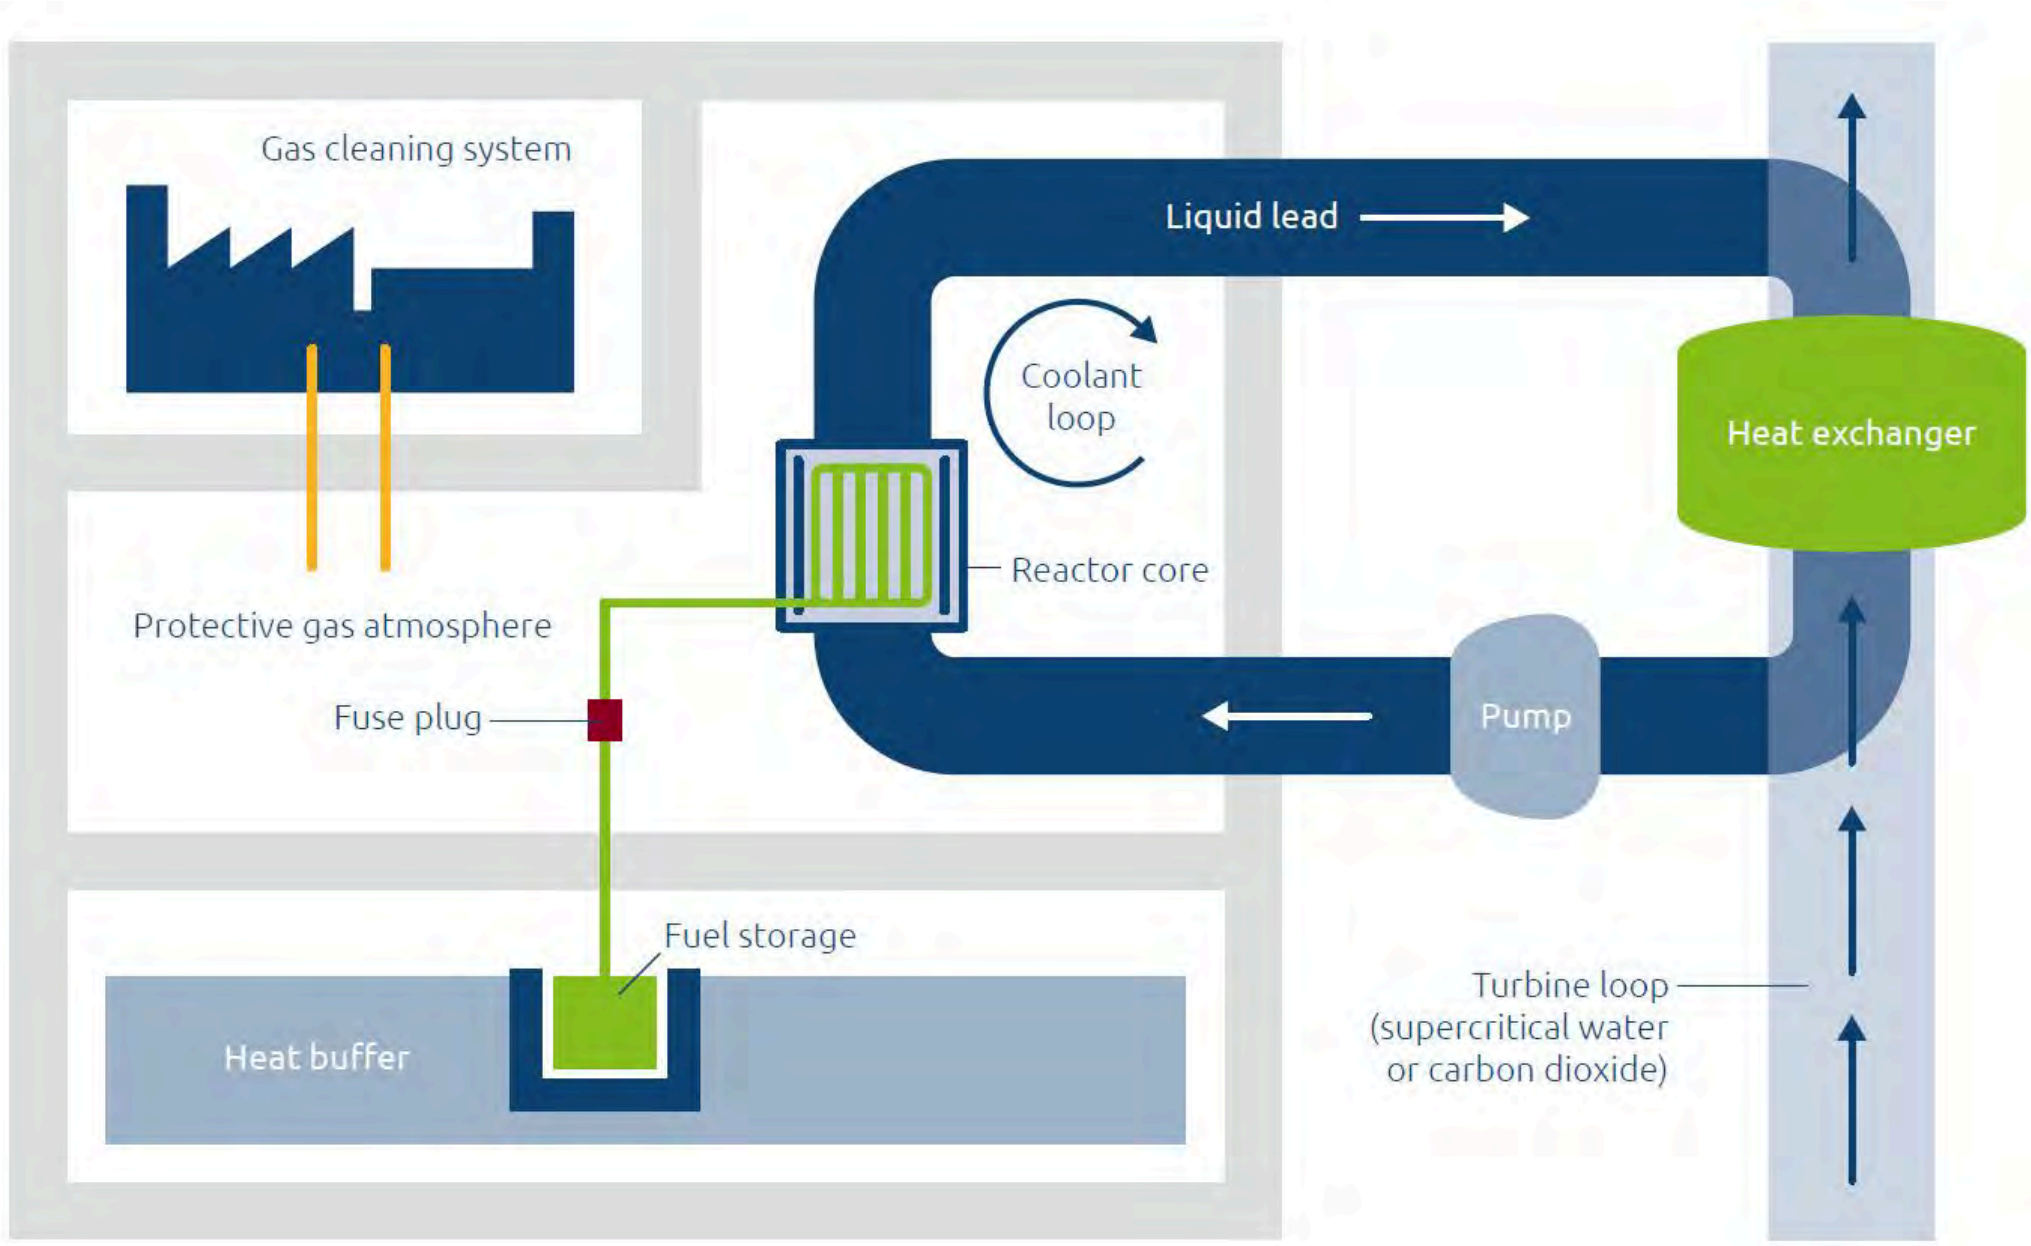 Gas cleaning system
Liquid lead
Coolant
loop
Heat exchanger
Reactor core
Protective gas atmosphere
Fuse plug
Pump
Fuel storage
Heat buffer
Turbine loop
(supercritical water
or carbon dioxide)